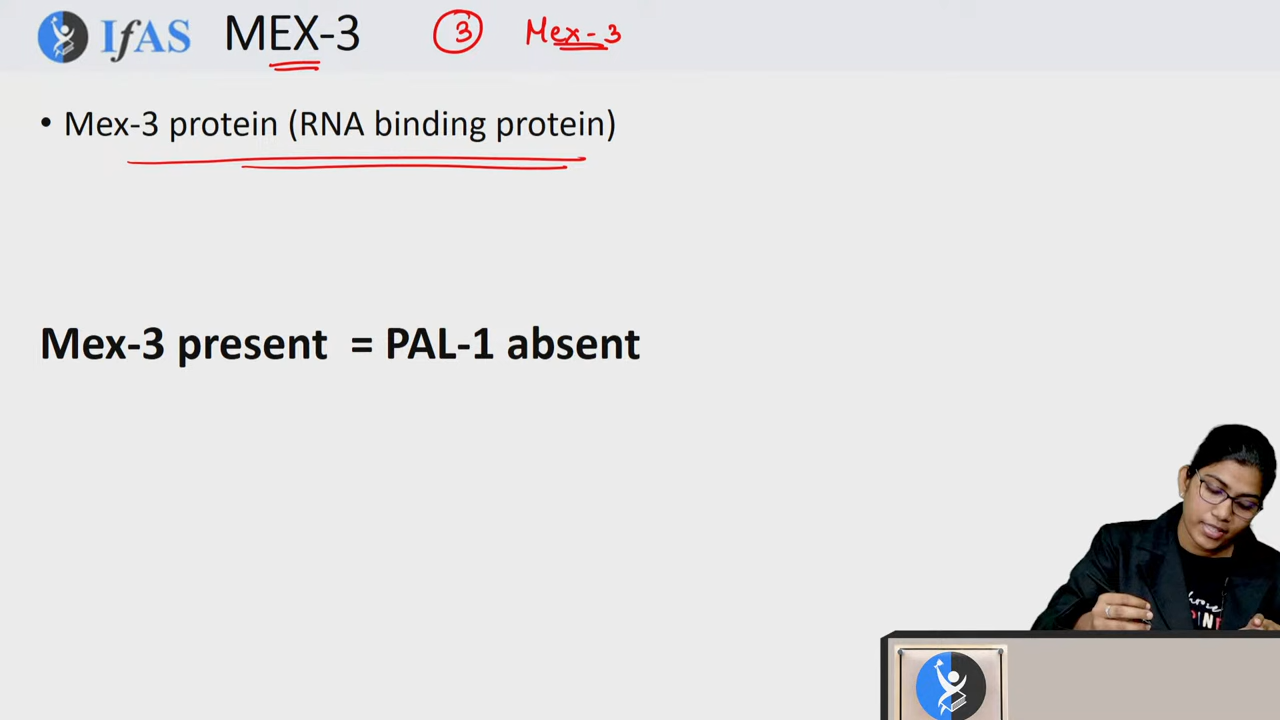 IfAS MEX-3 3 Mex-3
• Mex-3 protein (RNA binding protein)
Mex-3 present = PAL-1 absent